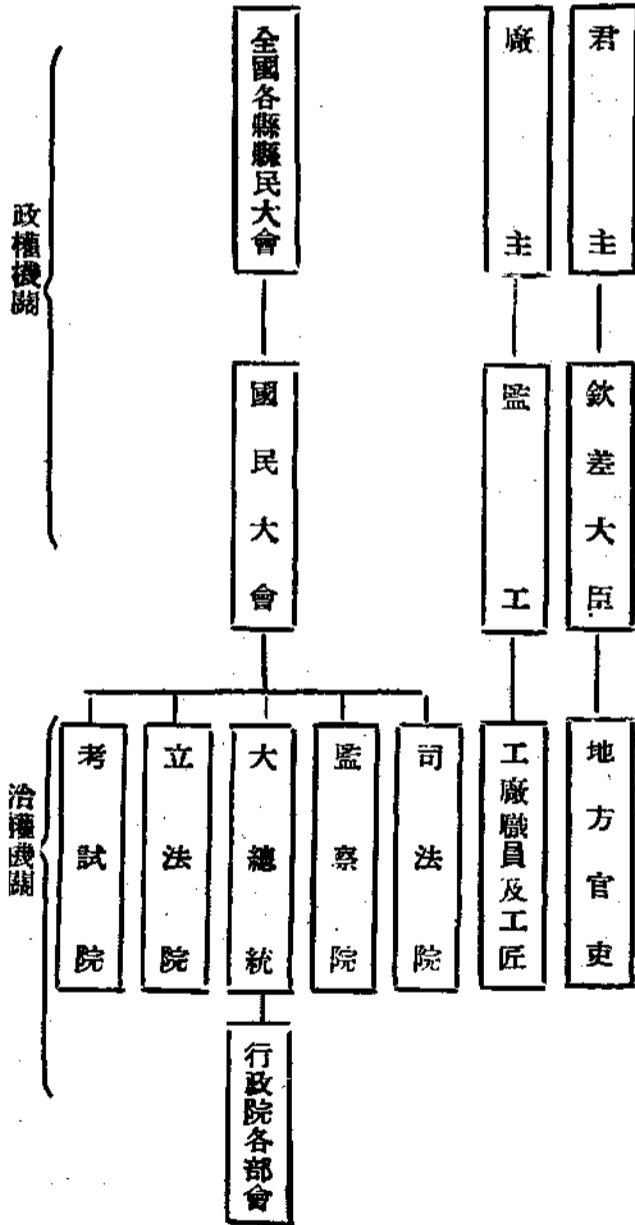 君主
欽差大臣
地方官吏
廠主
監工
工廠職員及工匠
全國各縣縣民大會
國民大會
司法院
監察院
大總統
立法院
考試院
行政院各部會
政權機關
治權機關